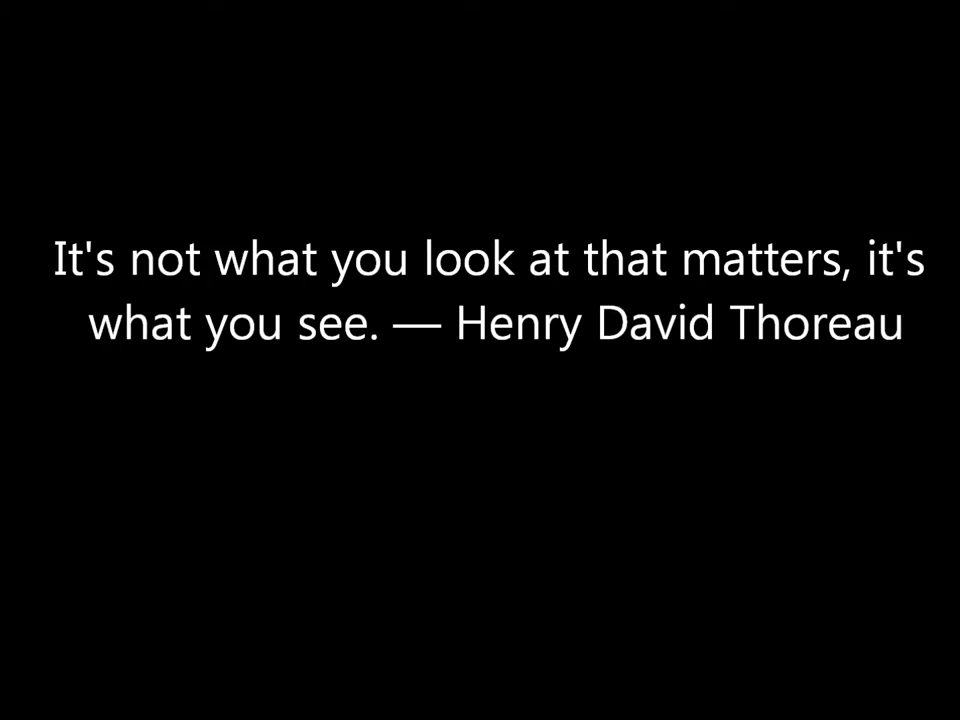 It's not what you look at that matters, it's
what you see. — Henry David Thoreau